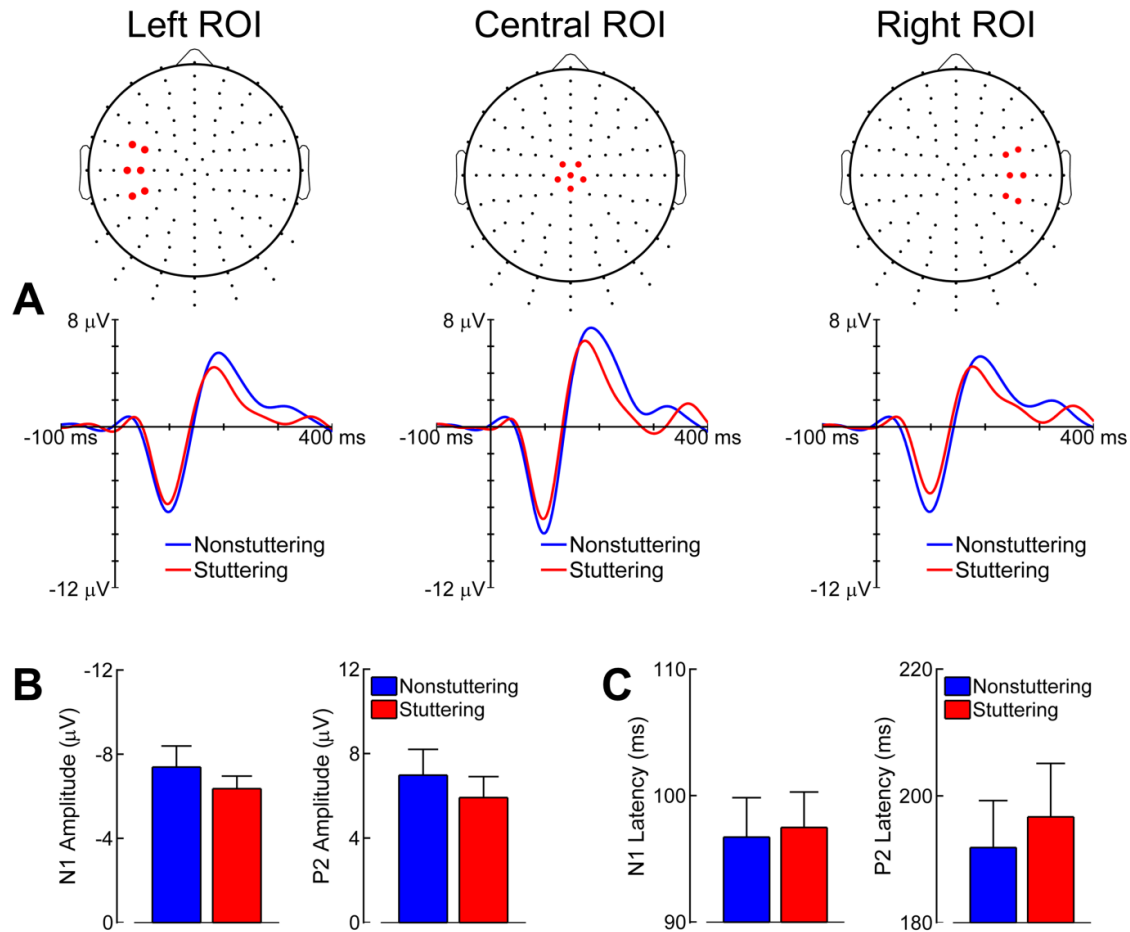 Left ROI
Central ROI
Right ROI
A
8 μV
-100 ms
400 ms
Nonstuttering
Stuttering
-12 μV
8 μV
-100 ms
400 ms
Nonstuttering
Stuttering
-12 μV
8 μV
-100 ms
400 ms
Nonstuttering
Stuttering
-12 μV
B
N1 Amplitude (μV)
-12
-8
-4
0
P2 Amplitude (μV)
12
8
4
0
Nonstuttering
Stuttering
C
N1 Latency (ms)
110
100
90
P2 Latency (ms)
220
200
180
Nonstuttering
Stuttering